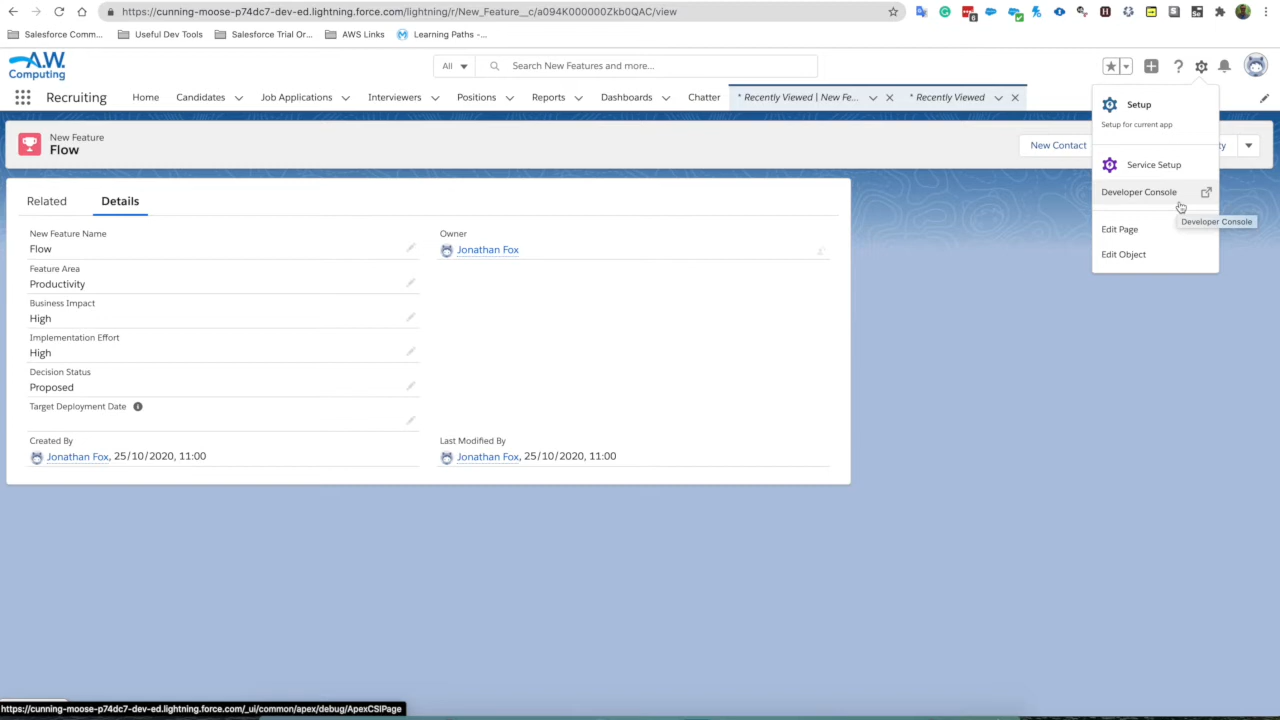 https://cunning-moose-p74dc7-dev-ed.lightning.force.com/lightning/r/New_Feature__c/a094K000000Zkb0QAC/view
6
Salesforce Comm... Useful Dev Tools Salesforce Trial Or... AWS Links Learning Paths -...
A.W. Computing
All Search New Features and more...
Recruiting Home Candidates Job Applications Interviewers Positions Reports Dashboards Chatter * Recently Viewed | New Fe... * Recently Viewed
Setup
Setup for current app
Service Setup
Developer Console
Developer Console
Edit Page
Edit Object
New Feature
Flow
New Contact
ty
Related Details
New Feature Name
Flow
Owner
Jonathan Fox
Feature Area
Productivity
Business Impact
High
Implementation Effort
High
Decision Status
Proposed
Target Deployment Date
Created By
Jonathan Fox, 25/10/2020, 11:00
Last Modified By
Jonathan Fox, 25/10/2020, 11:00
https://cunning-moose-p74dc7-dev-ed.lightning.force.com/_ui/common/apex/debug/ApexCSIPage